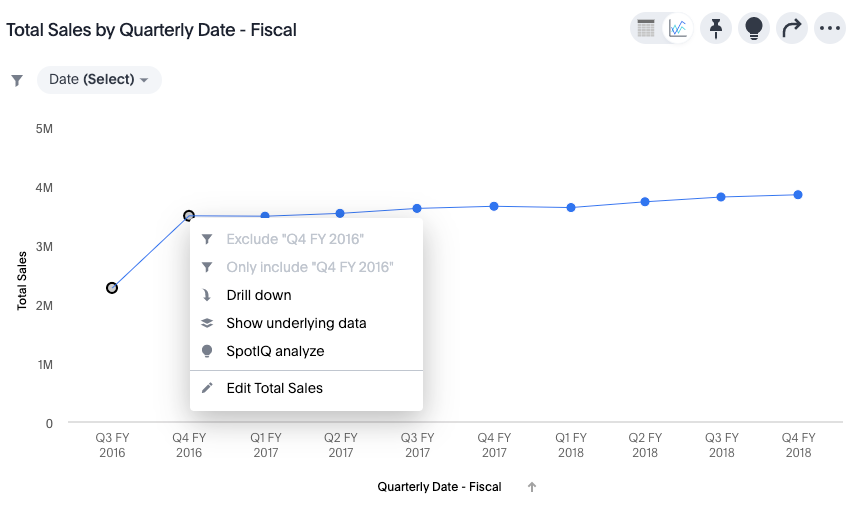 Total Sales by Quarterly Date - Fiscal
Date (Select)
5M
4M
3M
2M
1M
0
Total Sales
Exclude "Q4 FY 2016"
Only include "Q4 FY 2016"
Drill down
Show underlying data
SpotIQ analyze
Edit Total Sales
Q3 FY
2016
Q4 FY
2016
Q1 FY
2017
Q2 FY
2017
Q3 FY
2017
Q4 FY
2017
Q1 FY
2018
Q2 FY
2018
Q3 FY
2018
Q4 FY
2018
Quarterly Date - Fiscal